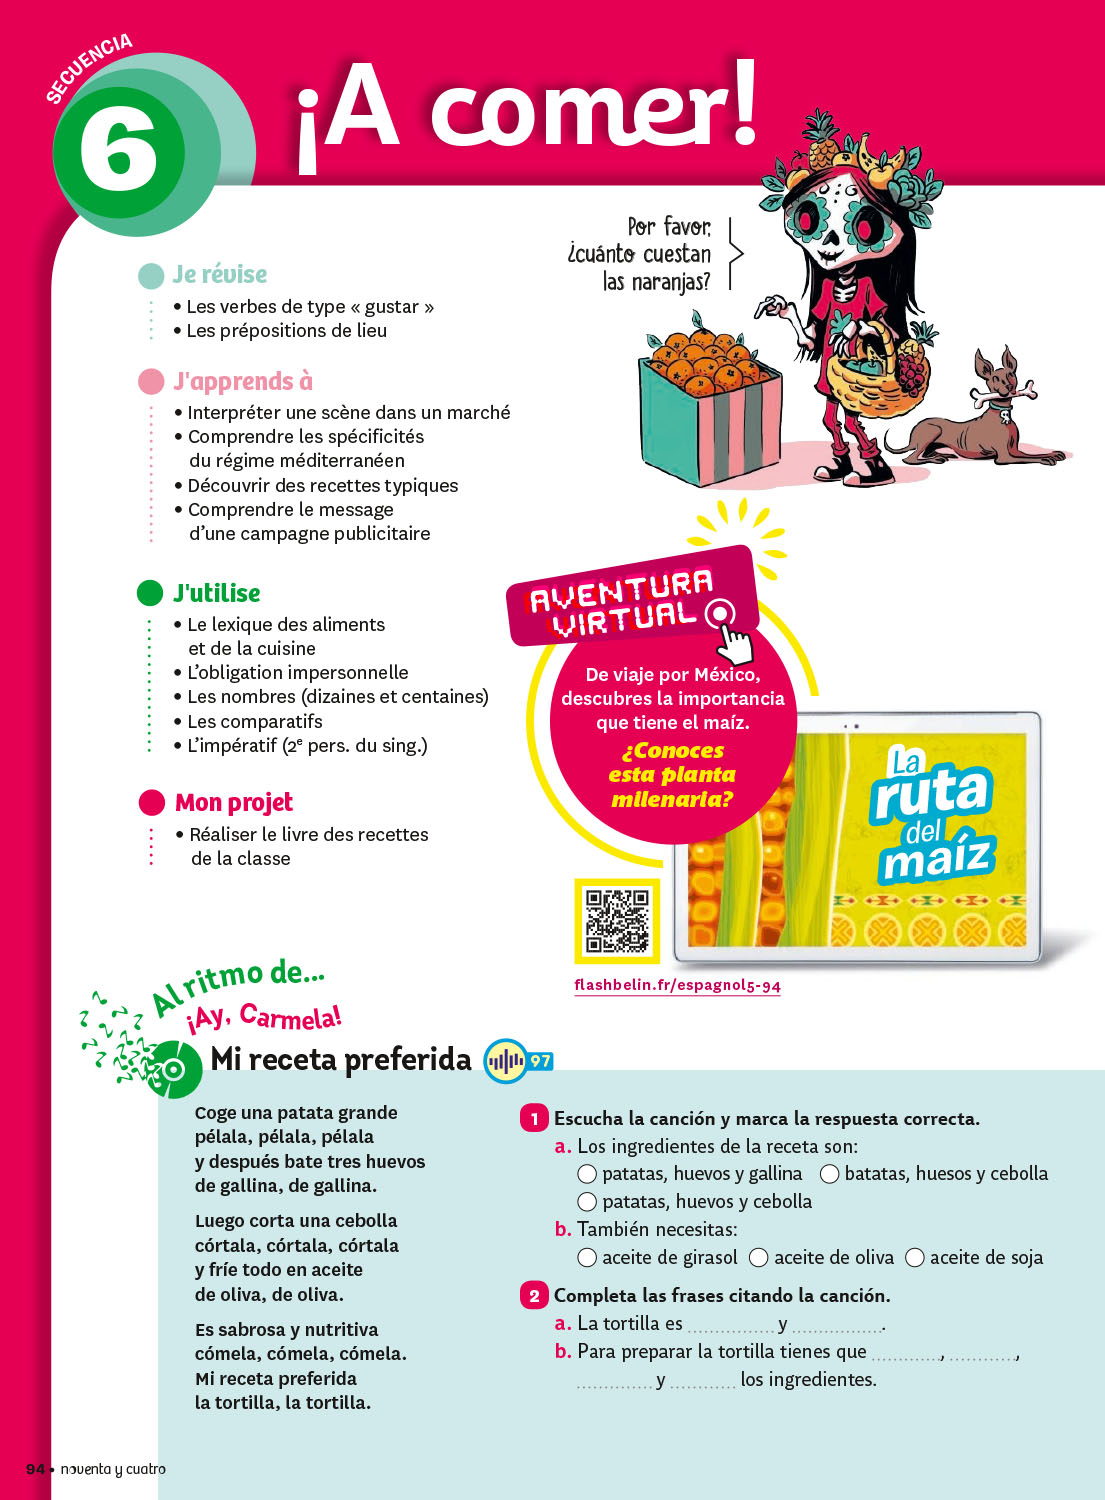 SECUENCIA
6
¡A comer!
Por favor,
¿cuánto cuestan
las naranjas?
Je révise
• Les verbes de type « gustar »
• Les prépositions de lieu
J'apprends à
• Interpréter une scène dans un marché
• Comprendre les spécificités
du régime méditerranéen
• Découvrir des recettes typiques
• Comprendre le message
d'une campagne publicitaire
J'utilise
• Le lexique des aliments
et de la cuisine
• L'obligation impersonnelle
• Les nombres (dizaines et centaines)
• Les comparatifs
• L'impératif (2e pers. du sing.)
Mon projet
• Réaliser le livre des recettes
de la classe
AVENTURA
VIRTUAL
De viaje por México,
descubres la importancia
que tiene el maíz.
¿Conoces
esta planta
milenaria?
La
ruta
del
maíz
flashbelin.fr/espagnol5-94
Al ritmo de...
¡Ay, Carmela!
Mi receta preferida
97
Coge una patata grande
pélala, pélala, pélala
y después bate tres huevos
de gallina, de gallina.
Luego corta una cebolla
córtala, córtala, córtala
y fríe todo en aceite
de oliva, de oliva.
Es sabrosa y nutritiva
cómela, cómela, cómela.
Mi receta preferida
la tortilla, la tortilla.
1 Escucha la canción y marca la respuesta correcta.
a. Los ingredientes de la receta son:
patatas, huevos y gallina batatas, huesos y cebolla
patatas, huevos y cebolla
b. También necesitas:
aceite de girasol aceite de oliva aceite de soja
2 Completa las frases citando la canción.
a. La tortilla es ............... y ................
b. Para preparar la tortilla tienes que ............, ............,
............. y ............ los ingredientes.
94 • noventa y cuatro